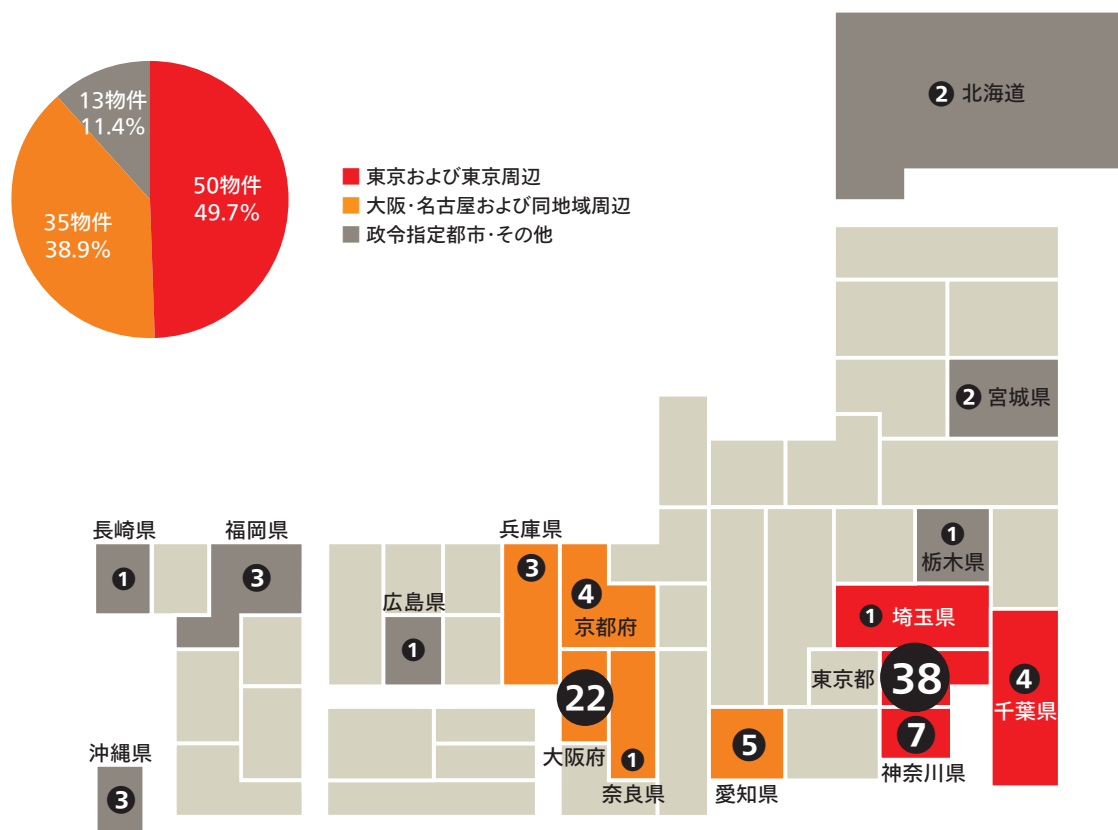 13物件
11.4%
50物件
49.7%
35物件
38.9%
東京および東京周辺
大阪・名古屋および同地域周辺
政令指定都市・その他
2 北海道
2 宮城県
1
栃木県
1 埼玉県
東京都 38
4
千葉県
7
神奈川県
5
愛知県
兵庫県
3
4
京都府
22
大阪府
1
奈良県
広島県
1
福岡県
3
長崎県
1
沖縄県
3